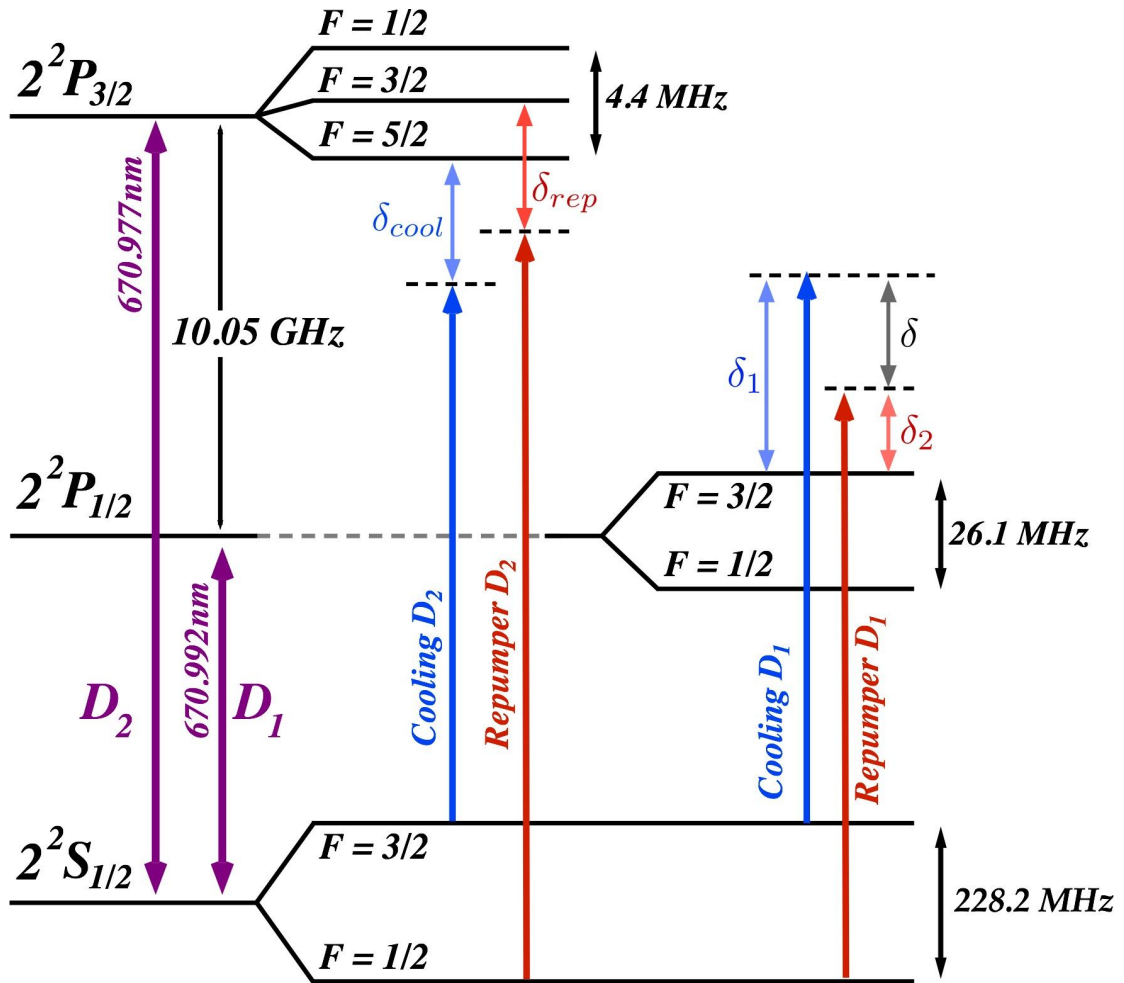 F = 1/2
2²P3/2
F = 3/2
4.4 MHz
F = 5/2
670.977nm
δrep
δcool
10.05 GHz
δ
δ1
δ2
2²P1/2
F = 3/2
26.1 MHz
F = 1/2
670.992nm
Cooling D2
Repumper D2
Cooling D1
Repumper D1
D2
D1
2²S1/2
F = 3/2
228.2 MHz
F = 1/2